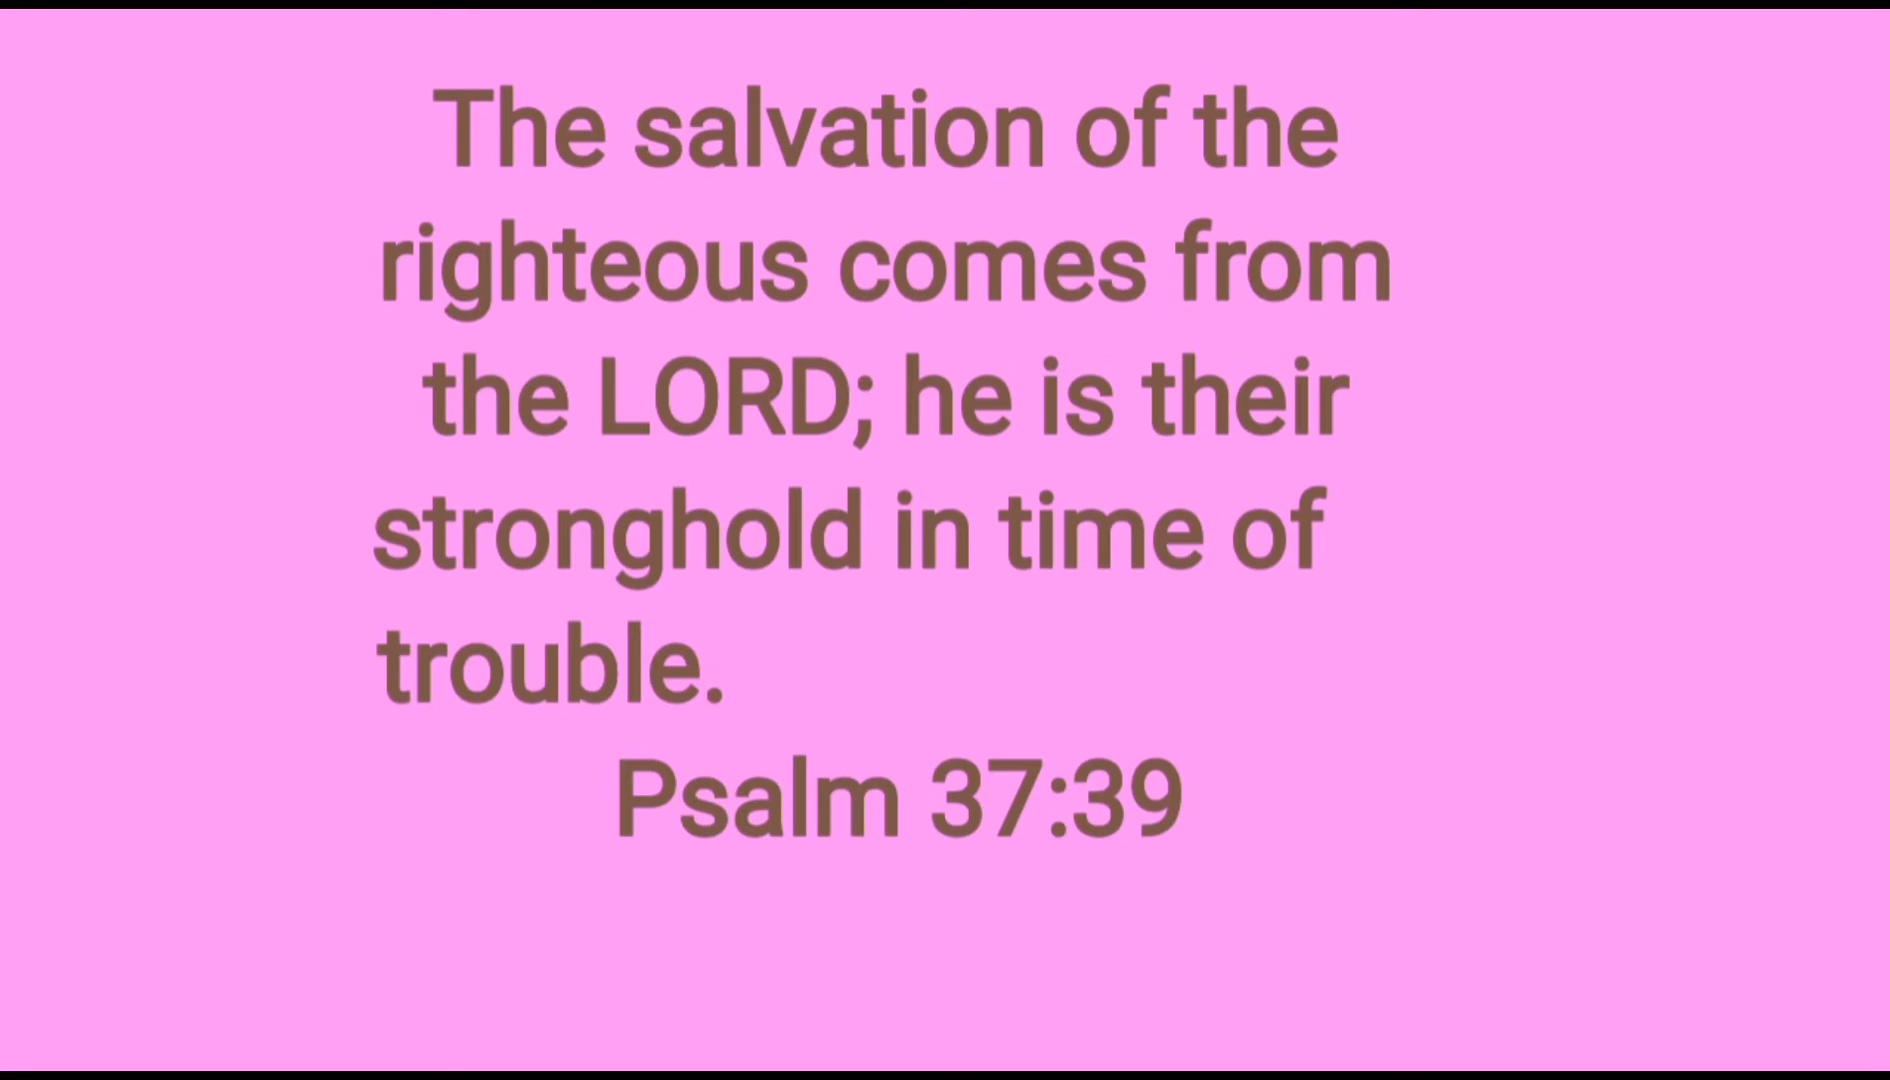 The salvation of the
righteous comes from
the LORD; he is their
stronghold in time of
trouble.
Psalm 37:39